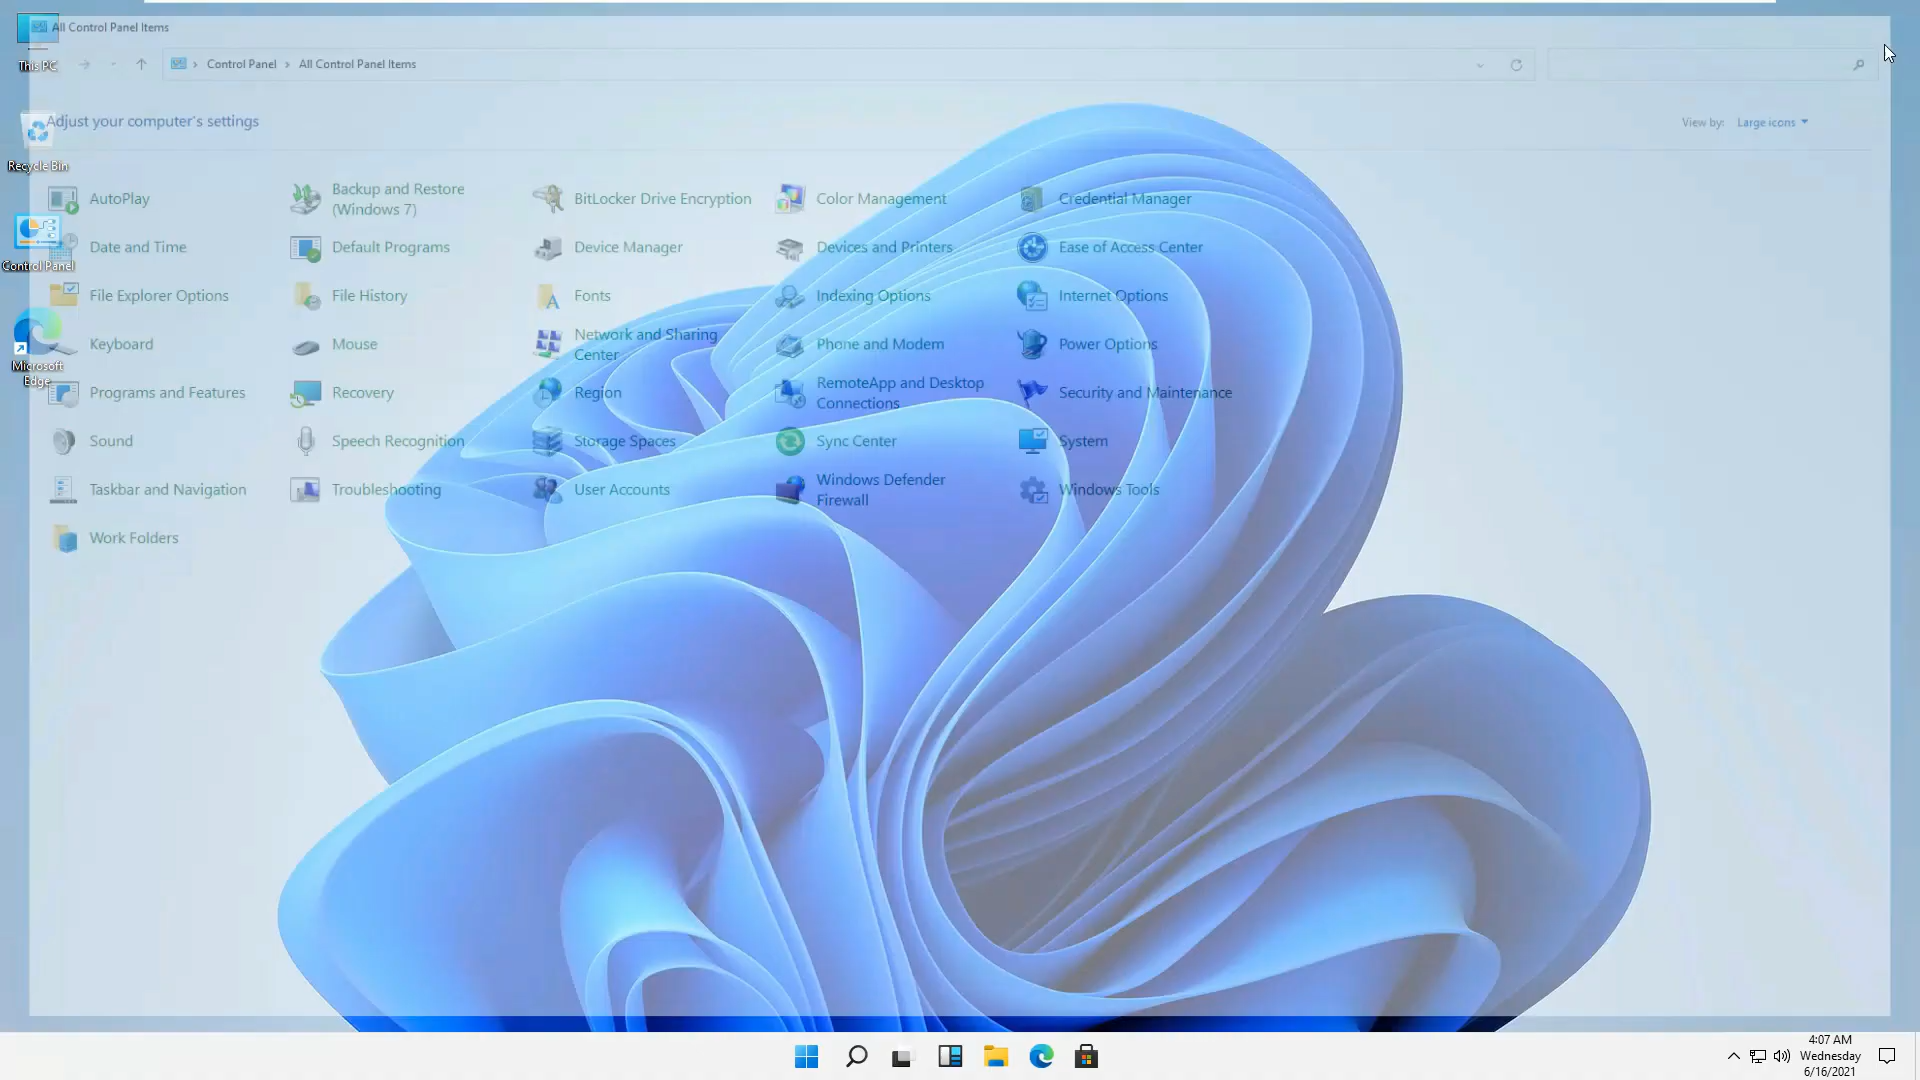 All Control Panel Items
This PC
Control Panel
All Control Panel Items
Adjust your computer's settings
View by:
Large icons
Recycle Bin
AutoPlay
Backup and Restore
(Windows 7)
BitLocker Drive Encryption
Color Management
Credential Manager
Control Panel
Date and Time
Default Programs
Device Manager
Devices and Printers
Ease of Access Center
File Explorer Options
File History
Fonts
Indexing Options
Internet Options
Microsoft
Edge
Keyboard
Mouse
Network and Sharing
Center
Phone and Modem
Power Options
Programs and Features
Recovery
Region
RemoteApp and Desktop
Connections
Security and Maintenance
Sound
Speech Recognition
Storage Spaces
Sync Center
System
Taskbar and Navigation
Troubleshooting
User Accounts
Windows Defender
Firewall
Windows Tools
Work Folders
4:07 AM
Wednesday
6/16/2021